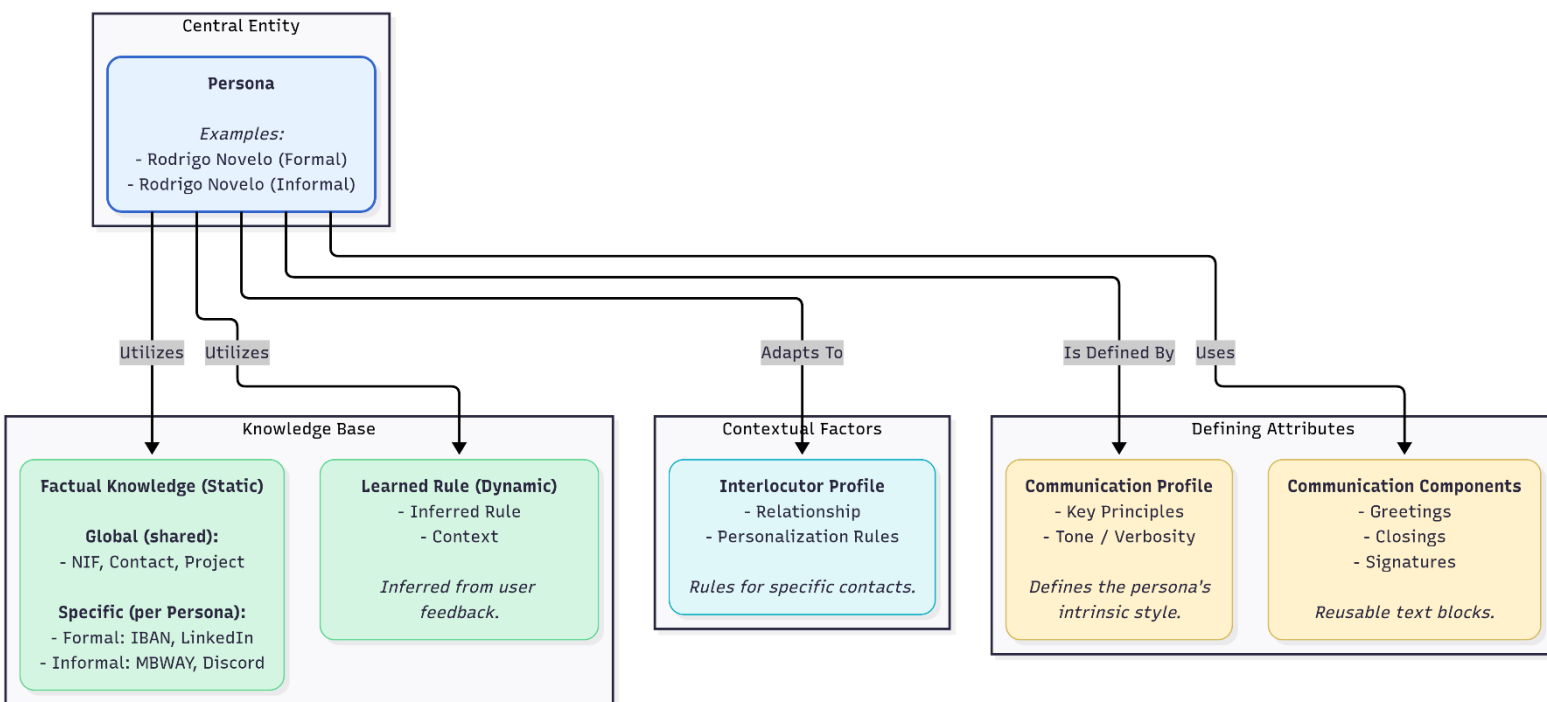 Central Entity
Persona
Examples:
- Rodrigo Novelo (Formal)
- Rodrigo Novelo (Informal)
Utilizes
Utilizes
Adapts To
Is Defined By
Uses
Knowledge Base
Factual Knowledge (Static)
Global (shared):
- NIF, Contact, Project
Specific (per Persona):
- Formal: IBAN, LinkedIn
- Informal: MBWAY, Discord
Learned Rule (Dynamic)
- Inferred Rule
- Context
Inferred from user
feedback.
Contextual Factors
Interlocutor Profile
- Relationship
- Personalization Rules
Rules for specific contacts.
Defining Attributes
Communication Profile
- Key Principles
- Tone / Verbosity
Defines the persona's
intrinsic style.
Communication Components
- Greetings
- Closings
- Signatures
Reusable text blocks.